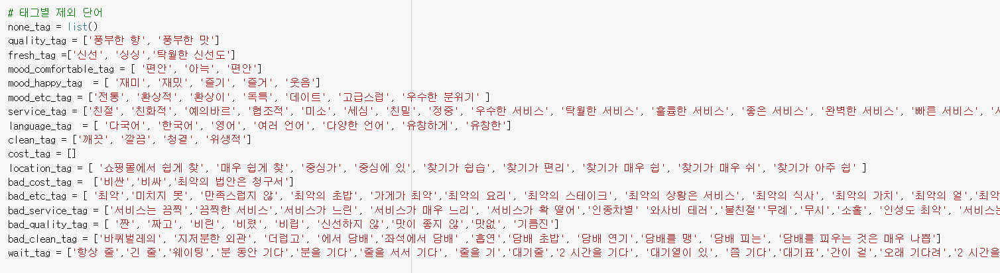 # 태그별 제외 단어
none_tag = list()
quality_tag = ['풍부한 향', '풍부한 맛']
fresh_tag =['신선', '싱싱','탁월한 신선도']
mood_comfortable_tag = [ '편안', '아늑', '편안']
mood_happy_tag  = [ '재미', '재밌', '즐기', '즐거', '웃음']
mood_etc_tag = ['전통', '환상적', '환상이', '독특', '데이트', '고급스럽', '우수한 분위기' ]
service_tag = ['친절', '친화적', '예의바르', '협조적', '미소', '세심', '친밀', '정중', '우수한 서비스', '탁월한 서비스', '훌륭한 서비스', '좋은 서비스', '완벽한 서비스', '빠른 서비스',
language_tag  = [ '다국어', '한국어', '영어', '여러 언어', '다양한 언어', '유창하게', '유창한']
clean_tag = ['깨끗', '깔끔', '청결', '위생적']
cost_tag = []
location_tag = [ '쇼핑몰에서 쉽게 찾', '매우 쉽게 찾', '중심가', '중심에 있', '찾기가 쉽습', '찾기가 편리', '찾기가 매우 쉽', '찾기가 매우 쉬', '찾기가 아주 쉽' ]
bad_cost_tag =  ['비싼','비싸','최악의 법안은 청구서']
bad_etc_tag = [ '최악','미치지 못', '만족스럽지 않', '최악의 초밥', '가게가 최악','최악의 요리', '최악의 스테이크', '최악의 상황은 서비스', '최악의 식사', '최악의 가치', '최악의 얼','최악
bad_service_tag = ['서비스는 끔찍','끔찍한 서비스','서비스가 느린', '서비스가 매우 느리', '서비스가 확 떨어','인종차별' '와사비 테러','불친절''무례','무시','소홀', '인성도 최악', '서비스는
bad_quality_tag = [ '짠', '짜고', '비린', '비렸', '비립', '신선하지 않','맛이 좋지 않','맛없', '기름진']
bad_clean_tag = ['바퀴벌레의', '지저분한 외관', '더럽고', '에서 담배','좌석에서 담배' ,'흡연','담배 초밥', '담배 연기','담배를 맹', '담배 피는', '담배를 피우는 것은 매우 나쁩']
wait_tag = ['항상 줄','긴 줄','웨이팅','분 동안 기다','분을 기다','줄을 서서 기다', '줄을 기','대기줄','2 시간을 기다', '대기열이 있', '쯤 기다','대기표','간이 걸','오래 기다려','2 시간을